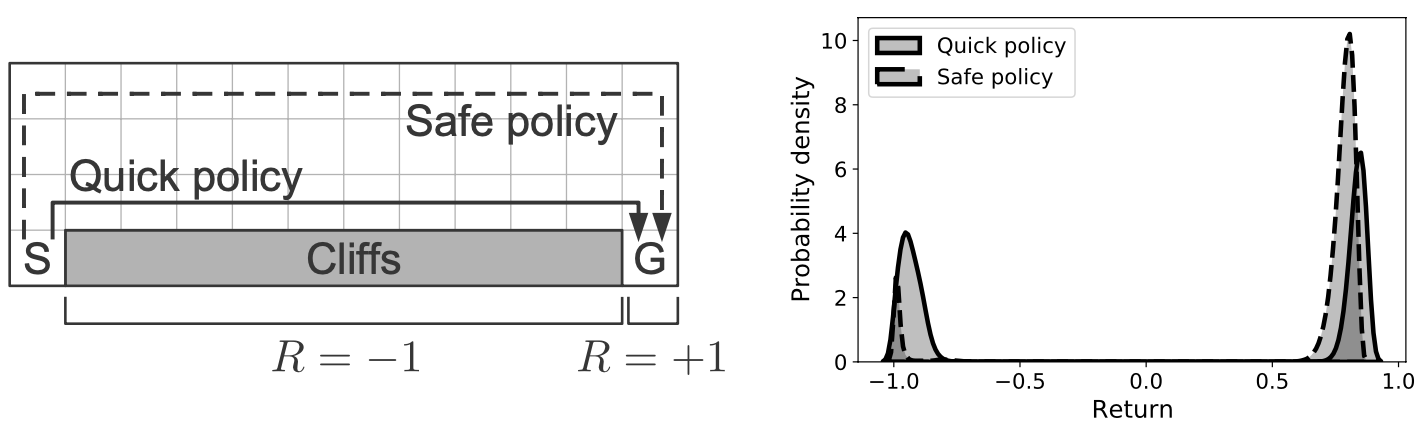 Safe policy
Quick policy
S
Cliffs
G
R = −1
R = +1
Quick policy
Safe policy
10
8
6
4
2
0
Probability density
−1.0
−0.5
0.0
0.5
1.0
Return